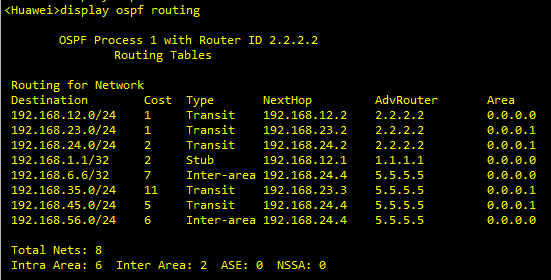 <Huawei>display ospf routing
OSPF Process 1 with Router ID 2.2.2.2
Routing Tables
Routing for Network
Destination Cost Type NextHop AdvRouter Area
192.168.12.0/24 1 Transit 192.168.12.2 2.2.2.2 0.0.0.0
192.168.23.0/24 1 Transit 192.168.23.2 2.2.2.2 0.0.0.1
192.168.24.0/24 2 Transit 192.168.24.2 2.2.2.2 0.0.0.1
192.168.1.1/32 2 Stub 192.168.12.1 1.1.1.1 0.0.0.0
192.168.6.6/32 7 Inter-area 192.168.24.4 5.5.5.5 0.0.0.0
192.168.35.0/24 11 Transit 192.168.23.3 5.5.5.5 0.0.0.1
192.168.45.0/24 5 Transit 192.168.24.4 5.5.5.5 0.0.0.1
192.168.56.0/24 6 Inter-area 192.168.24.4 5.5.5.5 0.0.0.0
Total Nets: 8
Intra Area: 6 Inter Area: 2 ASE: 0 NSSA: 0